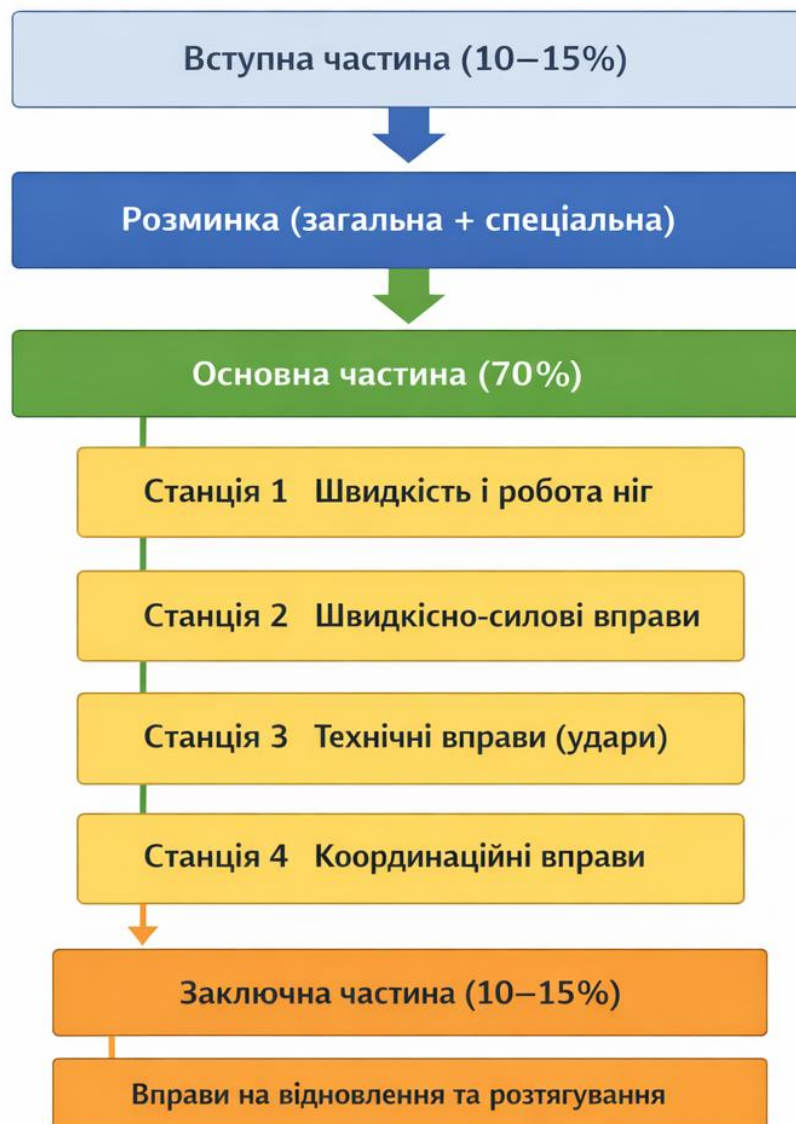 Вступна частина (10–15%)
Розминка (загальна + спеціальна)
Основна частина (70%)
Станція 1 Швидкість і робота ніг
Станція 2 Швидкісно-силові вправи
Станція 3 Технічні вправи (удари)
Станція 4 Координаційні вправи
Заключна частина (10–15%)
Вправи на відновлення та розтягування